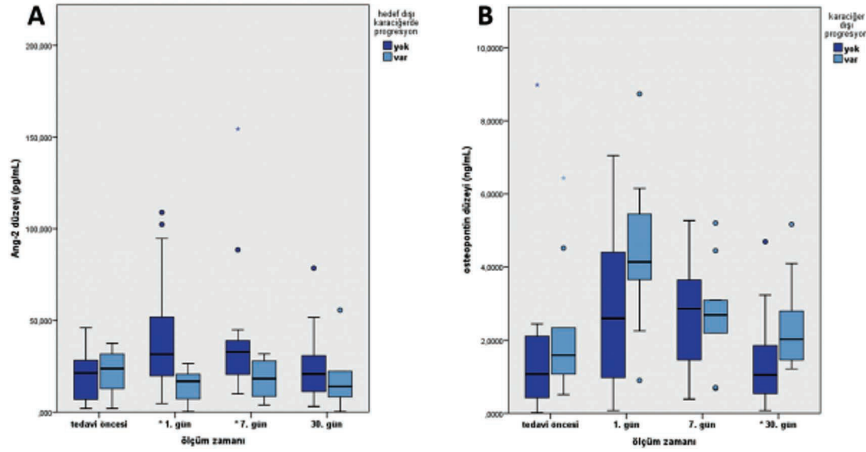 A
hedef dışı
karaciğerde
progresyon
yok
var
200,000
150,000
100,000
50,000
,000
Ang-2 düzeyi (pg/mL)
tedavi öncesi
* 1. gün
* 7. gün
30. gün
ölçüm zamanı
B
karaciğer
dışı
progresyon
yok
var
10,0000
8,0000
6,0000
4,0000
2,0000
,0000
osteopontin düzeyi (ng/mL)
tedavi öncesi
1. gün
7. gün
* 30. gün
ölçüm zamanı